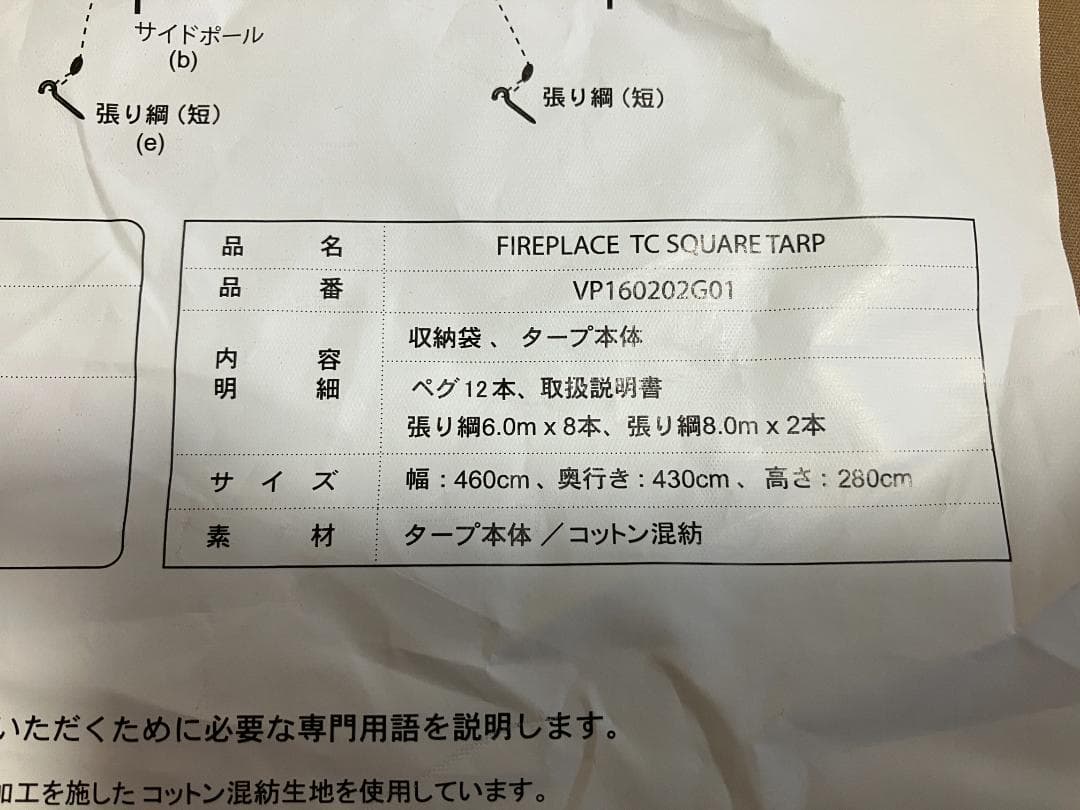 サイドポール
(b)
張り綱（短）
張り綱（短）
(e)
品名 FIREPLACE TC SQUARE TARP
品番 VP160202G01
内容明細 収納袋、タープ本体
ペグ12本、取扱説明書
張り綱6.0m x 8本、張り綱8.0m x 2本
サイズ 幅：460cm、奥行き：430cm、高さ：280cm
素材 タープ本体／コットン混紡
いただくために必要な専門用語を説明します。
加工を施したコットン混紡生地を使用しています。